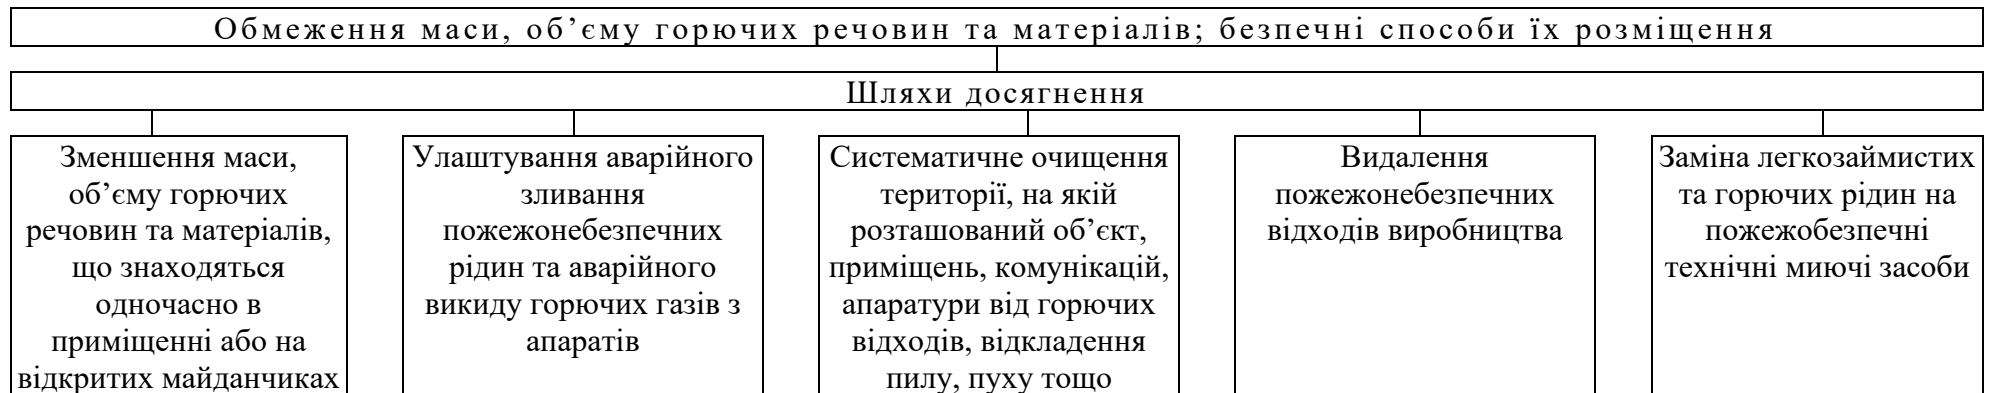 Обмеження маси, об’єму горючих речовин та матеріалів; безпечні способи їх розміщення
Шляхи досягнення
Зменшення маси,
об’єму горючих
речовин та матеріалів,
що знаходяться
одночасно в
приміщенні або на
відкритих майданчиках
Улаштування аварійного
зливання
пожежонебезпечних
рідин та аварійного
викиду горючих газів з
апаратів
Систематичне очищення
території, на якій
розташований об’єкт,
приміщень, комунікацій,
апаратури від горючих
відходів, відкладення
пилу, пуху тощо
Видалення
пожежонебезпечних
відходів виробництва
Заміна легкозаймистих
та горючих рідин на
пожежобезпечні
технічні миючі засоби